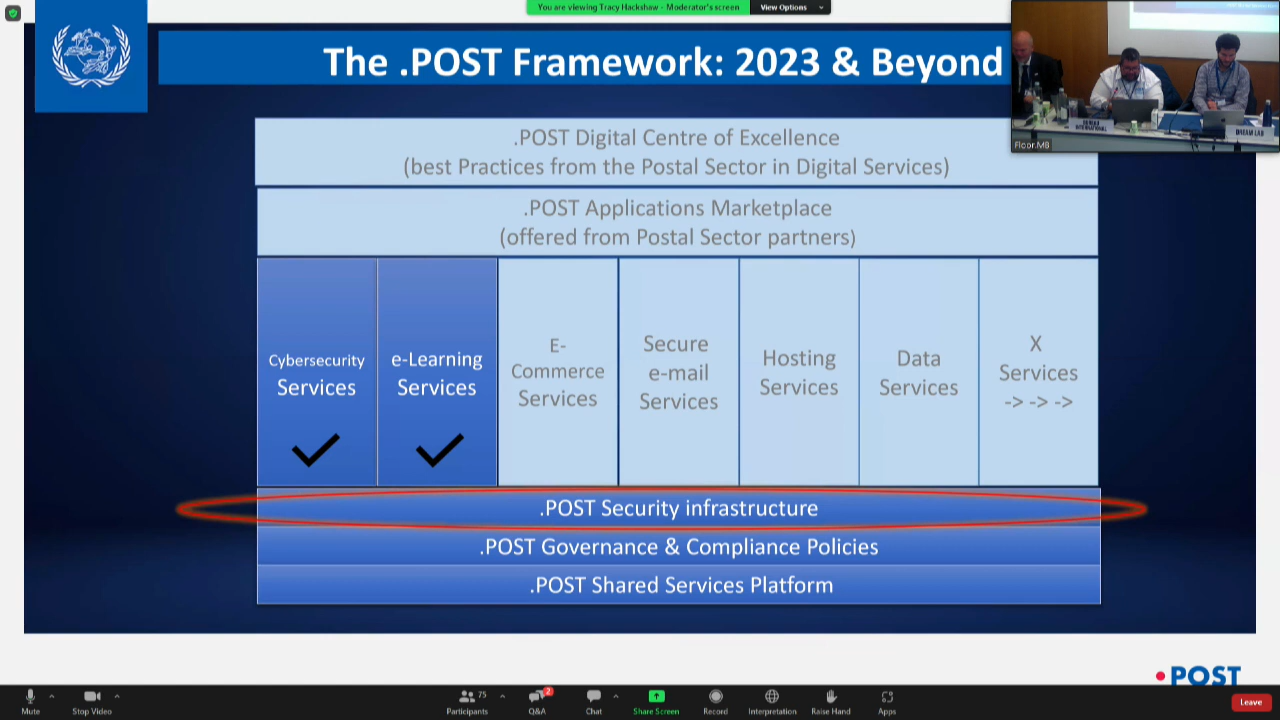 You are viewing Tracy Hackshaw - Moderator's screen
View Options
The .POST Framework: 2023 & Beyond
.POST Digital Centre of Excellence
(best Practices from the Postal Sector in Digital Services)
.POST Applications Marketplace
(offered from Postal Sector partners)
Cybersecurity
Services
e-Learning
Services
E-
Commerce
Services
Secure
e-mail
Services
Hosting
Services
Data
Services
X
Services
-> -> ->
.POST Security infrastructure
.POST Governance & Compliance Policies
.POST Shared Services Platform
INTERNATIONAL
DREAM LAB
Floor.MB
.POST
Mute
Stop Video
Participants
75
Q&A
2
Chat
Share Screen
Record
Interpretation
Raise Hand
Apps
Leave